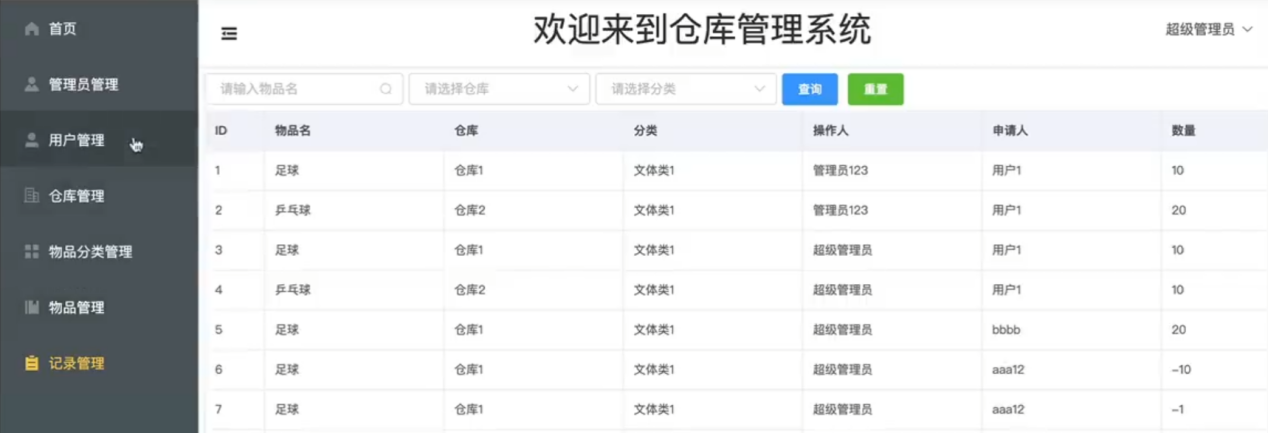 首页
管理员管理
用户管理
仓库管理
物品分类管理
物品管理
记录管理
欢迎来到仓库管理系统
超级管理员
请输入物品名 请选择仓库 请选择分类 查询 重置
ID 物品名 仓库 分类 操作人 申请人 数量
1 足球 仓库1 文体类1 管理员123 用户1 10
2 乒乓球 仓库2 文体类1 管理员123 用户1 20
3 足球 仓库1 文体类1 超级管理员 用户1 10
4 乒乓球 仓库2 文体类1 超级管理员 用户1 10
5 足球 仓库1 文体类1 超级管理员 bbbb 20
6 足球 仓库1 文体类1 超级管理员 aaa12 -10
7 足球 仓库1 文体类1 超级管理员 aaa12 -1